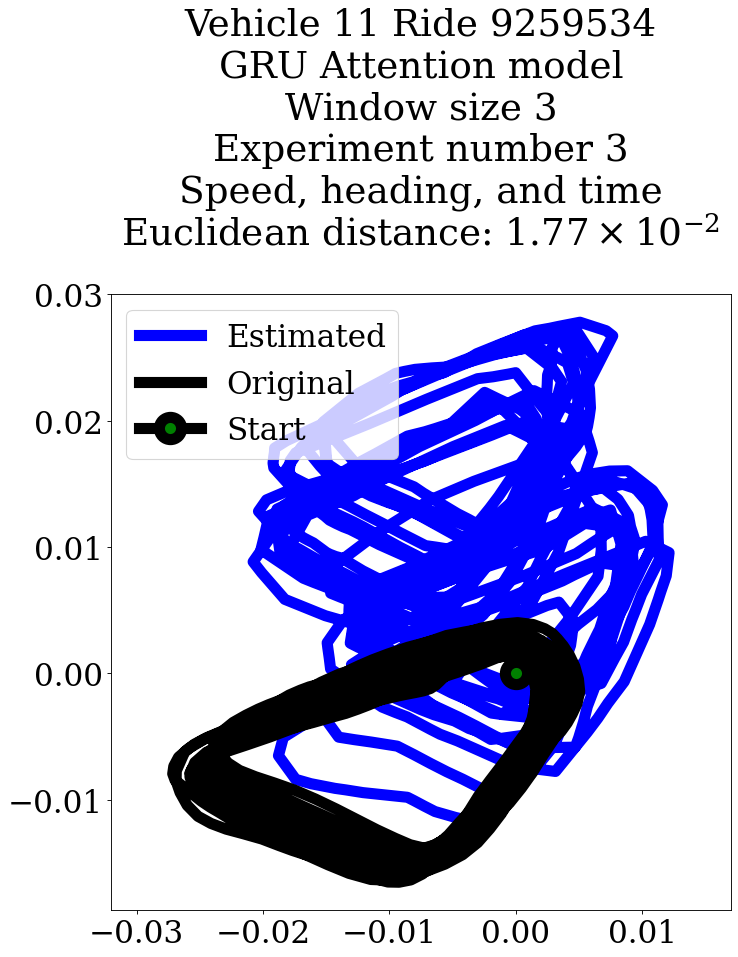 Vehicle 11 Ride 9259534
GRU Attention model
Window size 3
Experiment number 3
Speed, heading, and time
Euclidean distance: 1.77 × 10⁻²
0.03
Estimated
Original
Start
0.02
0.01
0.00
−0.01
−0.03 −0.02 −0.01 0.00 0.01